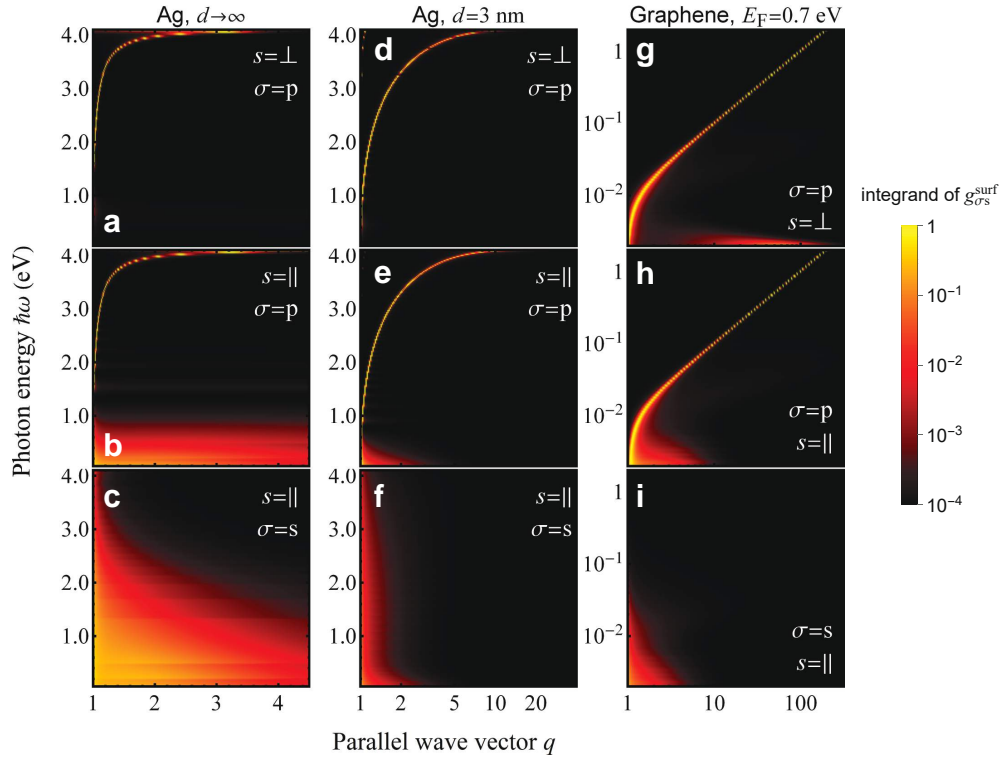 Ag, d→∞
Ag, d=3 nm
Graphene, E_F=0.7 eV
4.0
3.0
2.0
1.0
s=⊥
σ=p
a
4.0
3.0
2.0
1.0
d
s=⊥
σ=p
1
10⁻¹
10⁻²
g
σ=p
s=⊥
4.0
3.0
2.0
1.0
s=||
σ=p
b
4.0
3.0
2.0
1.0
e
s=||
σ=p
1
10⁻¹
10⁻²
h
σ=p
s=||
4.0
3.0
2.0
1.0
c
s=||
σ=s
4.0
3.0
2.0
1.0
f
s=||
σ=s
1
10⁻¹
10⁻²
i
σ=s
s=||
1 2 3 4
1 2 5 10 20
1 10 100
Photon energy ℏω (eV)
Parallel wave vector q
integrand of g_σs^surf
1
10⁻¹
10⁻²
10⁻³
10⁻⁴